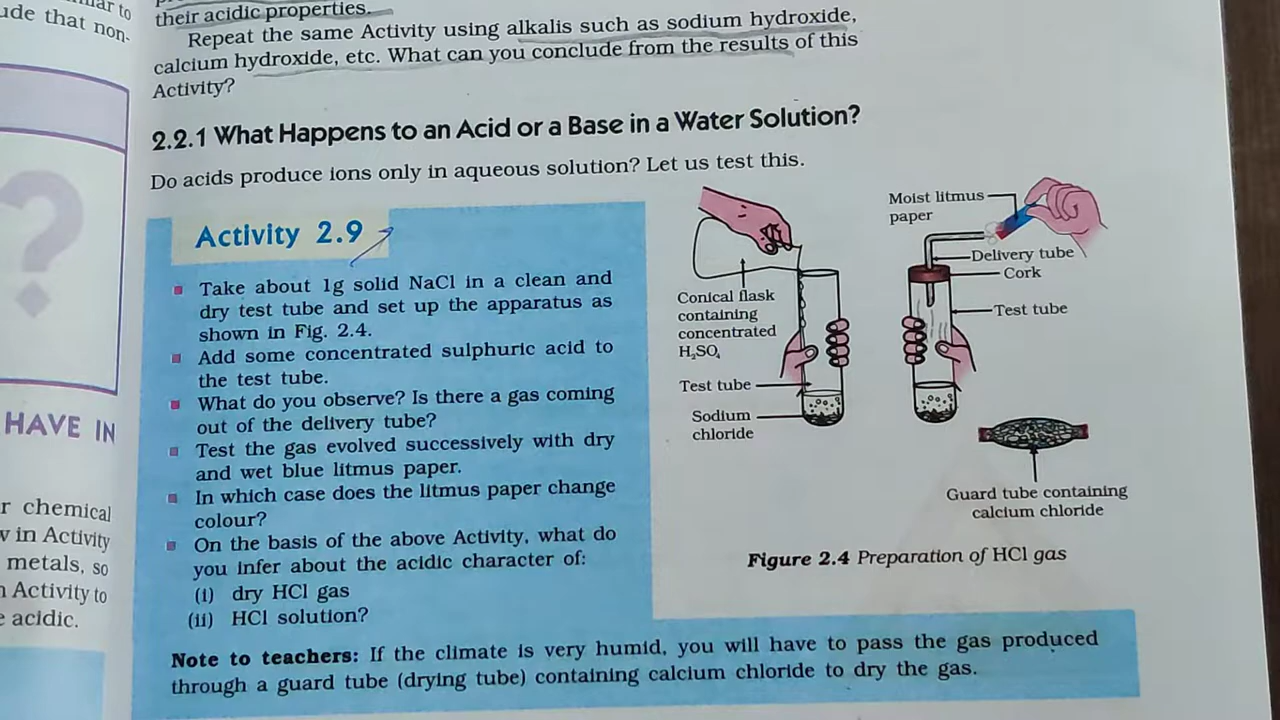 ude that non-
HAVE IN
r chemical
v in Activity
metals, so
n Activity to
e acidic.
their acidic properties.
Repeat the same Activity using alkalis such as sodium hydroxide,
calcium hydroxide, etc. What can you conclude from the results of this
Activity?
2.2.1 What Happens to an Acid or a Base in a Water Solution?
Do acids produce ions only in aqueous solution? Let us test this.
Activity 2.9
Take about 1g solid NaCl in a clean and
dry test tube and set up the apparatus as
shown in Fig. 2.4.
Add some concentrated sulphuric acid to
the test tube.
What do you observe? Is there a gas coming
out of the delivery tube?
Test the gas evolved successively with dry
and wet blue litmus paper.
In which case does the litmus paper change
colour?
On the basis of the above Activity, what do
you infer about the acidic character of:
(i) dry HCl gas
(ii) HCl solution?
Note to teachers: If the climate is very humid, you will have to pass the gas produced
through a guard tube (drying tube) containing calcium chloride to dry the gas.
Conical flask
containing
concentrated
H₂SO₄
Test tube
Sodium
chloride
Moist litmus
paper
Delivery tube
Cork
Test tube
Guard tube containing
calcium chloride
Figure 2.4 Preparation of HCl gas